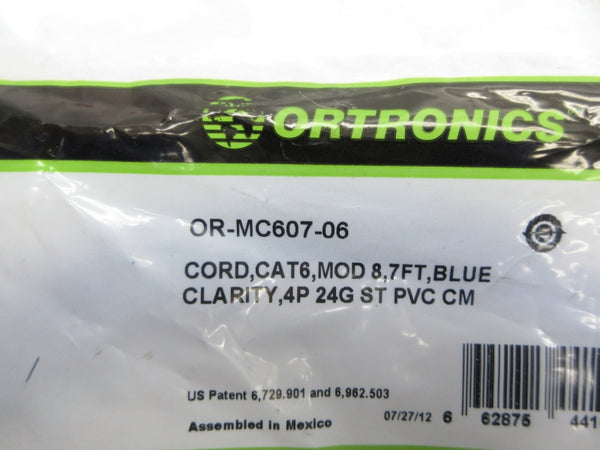 ORTRONICS
OR-MC607-06
CORD,CAT6,MOD 8,7FT,BLUE
CLARITY,4P 24G ST PVC CM
US Patent 6,729.901 and 6,962.503
Assembled in Mexico
07/27/12 6 62875 441